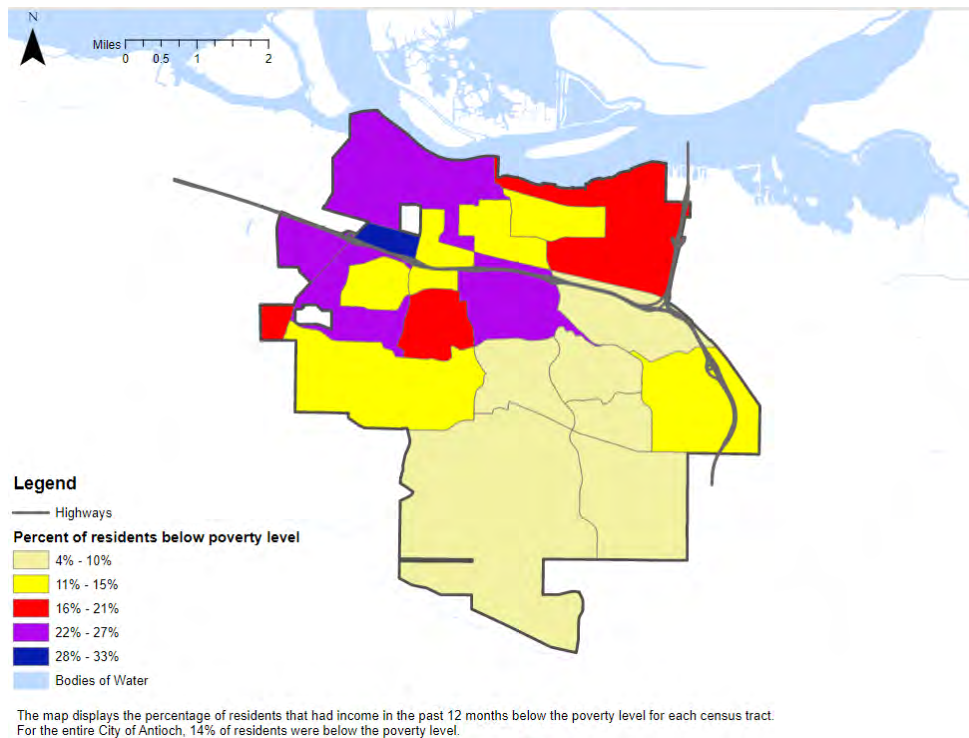 N
Miles
0 0.5 1 2
Legend
Highways
Percent of residents below poverty level
4% - 10%
11% - 15%
16% - 21%
22% - 27%
28% - 33%
Bodies of Water
The map displays the percentage of residents that had income in the past 12 months below the poverty level for each census tract.
For the entire City of Antioch, 14% of residents were below the poverty level.